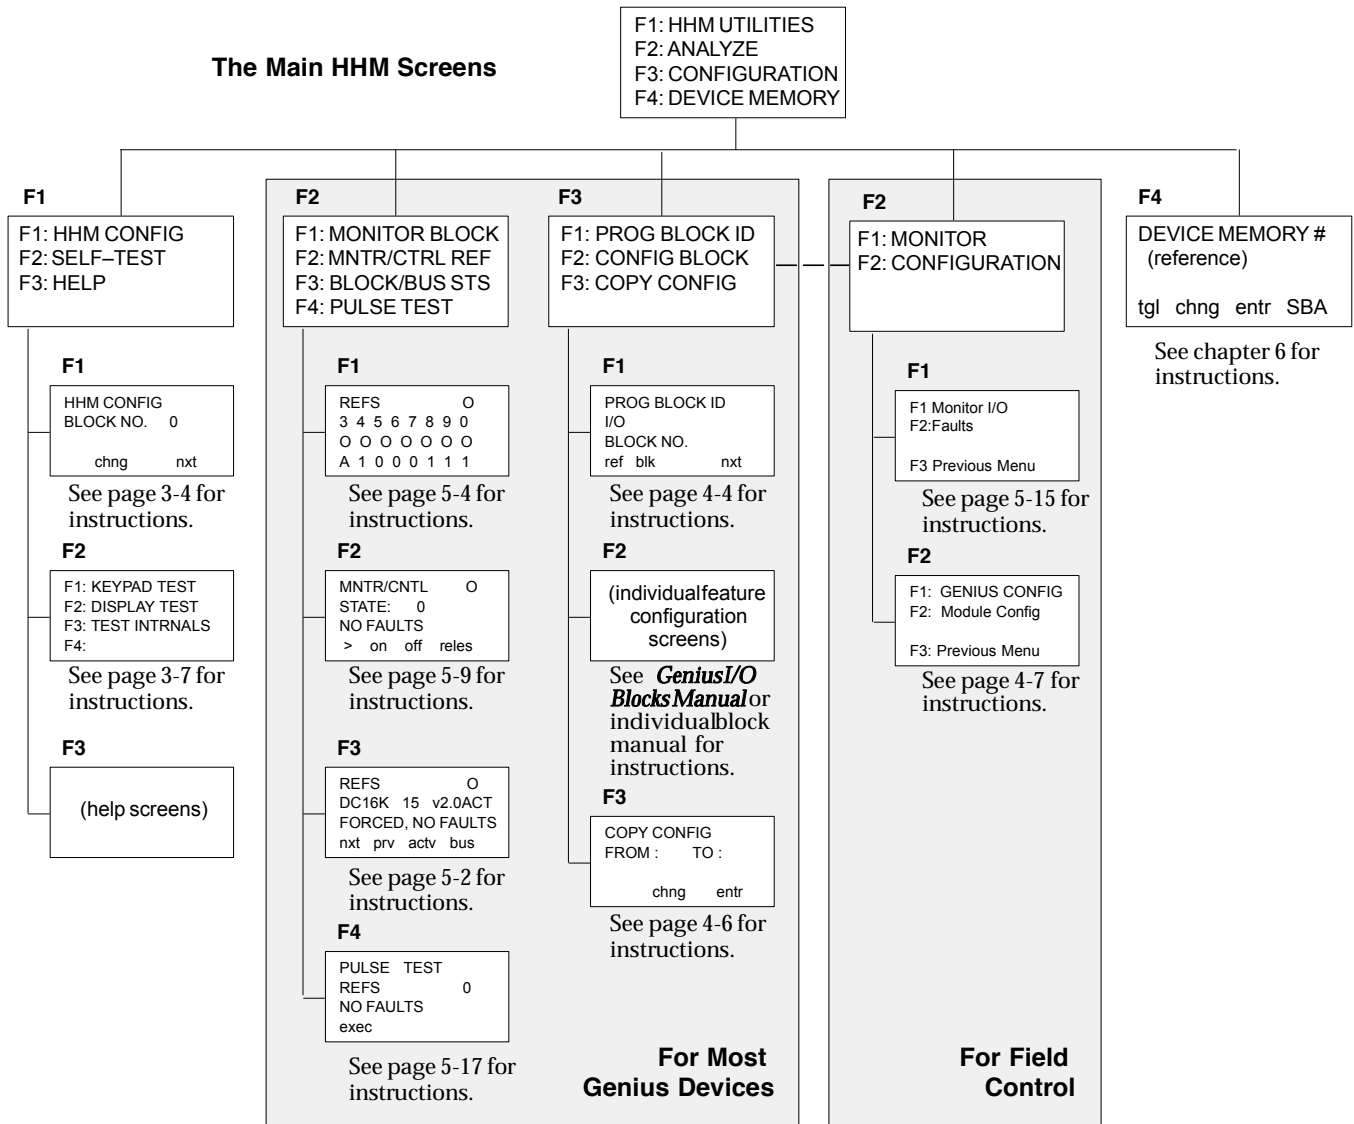 The Main HHM Screens
F1: HHM UTILITIES
F2: ANALYZE
F3: CONFIGURATION
F4: DEVICE MEMORY
F1
F1: HHM CONFIG
F2: SELF–TEST
F3: HELP
F1
HHM CONFIG
BLOCK NO. 0
chng nxt
See page 3-4 for
instructions.
F2
F1: KEYPAD TEST
F2: DISPLAY TEST
F3: TEST INTRNALS
F4:
See page 3-7 for
instructions.
F3
(help screens)
F2
F1: MONITOR BLOCK
F2: MNTR/CTRL REF
F3: BLOCK/BUS STS
F4: PULSE TEST
F1
REFS O
3 4 5 6 7 8 9 0
O O O O O O O O
A 1 0 0 0 1 1 1
See page 5-4 for
instructions.
F2
MNTR/CNTL O
STATE: 0
NO FAULTS
> on off reles
See page 5-9 for
instructions.
F3
REFS O
DC16K 15 v2.0ACT
FORCED, NO FAULTS
nxt prv actv bus
See page 5-2 for
instructions.
F4
PULSE TEST
REFS 0
NO FAULTS
exec
See page 5-17 for
instructions.
F3
F1: PROG BLOCK ID
F2: CONFIG BLOCK
F3: COPY CONFIG
F1
PROG BLOCK ID
I/O
BLOCK NO.
ref blk nxt
See page 4-4 for
instructions.
F2
(individual feature
configuration
screens)
See Genius I/O
Blocks Manual or
individual block
manual for
instructions.
F3
COPY CONFIG
FROM : TO :
chng entr
See page 4-6 for
instructions.
For Most
Genius Devices
F2
F1: MONITOR
F2: CONFIGURATION
F1
F1 Monitor I/O
F2:Faults
F3 Previous Menu
See page 5-15 for
instructions.
F2
F1: GENIUS CONFIG
F2: Module Config
F3: Previous Menu
See page 4-7 for
instructions.
For Field
Control
F4
DEVICE MEMORY #
(reference)
tgl chng entr SBA
See chapter 6 for
instructions.